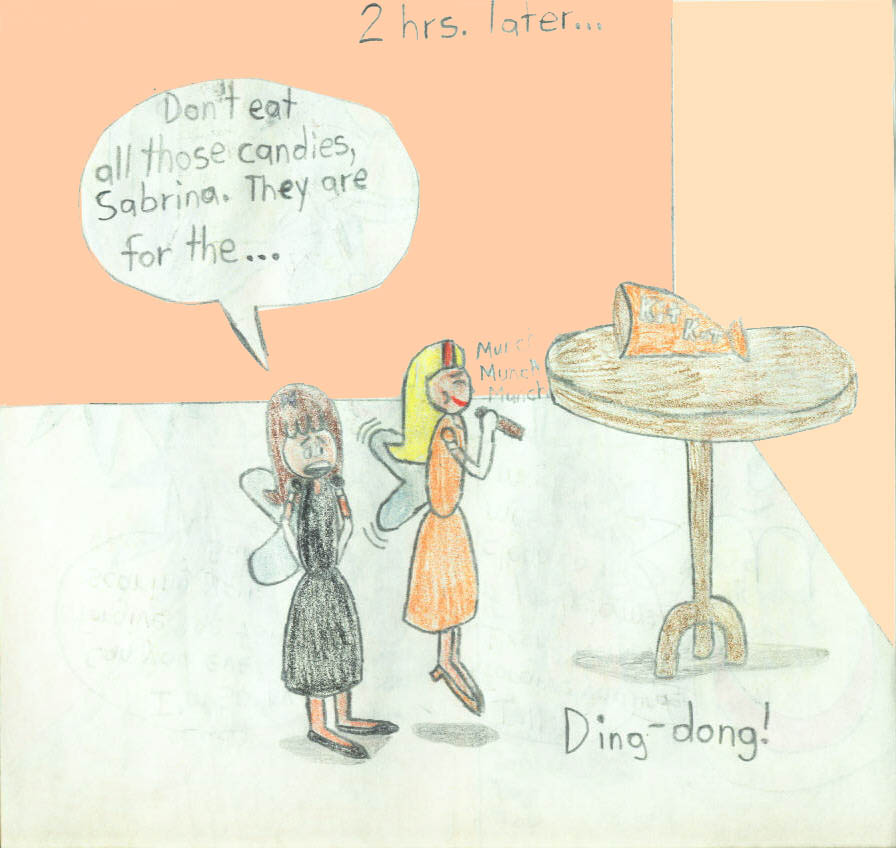 2 hrs. later...
Don't eat
all those candies,
Sabrina. They are
for the...
Munch
Munch
Munch
Kit
Kat
Ding-dong!